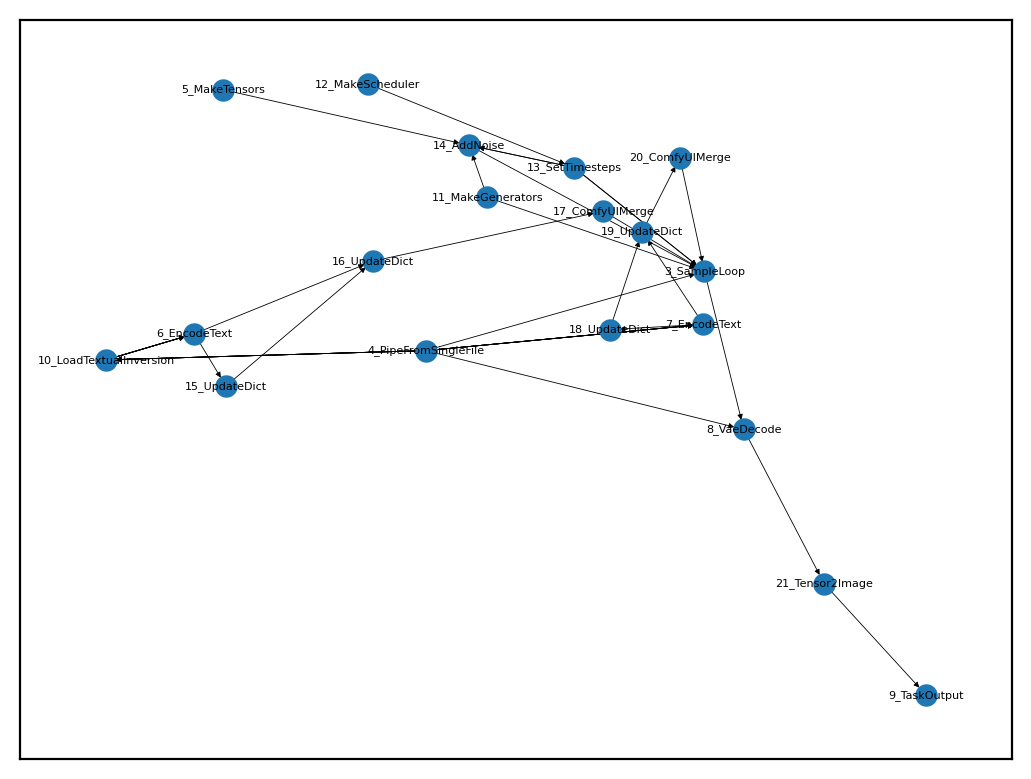 12_MakeScheduler
5_MakeTensors
14_AddNoise
20_ComfyUIMerge
13_SetTimesteps
11_MakeGenerators
17_ComfyUIMerge
19_UpdateDict
16_UpdateDict
3_SampleLoop
7_EncodeText
18_UpdateDict
6_EncodeText
4_PipeFromSingleFile
10_LoadTextualInversion
15_UpdateDict
8_VaeDecode
21_Tensor2Image
9_TaskOutput